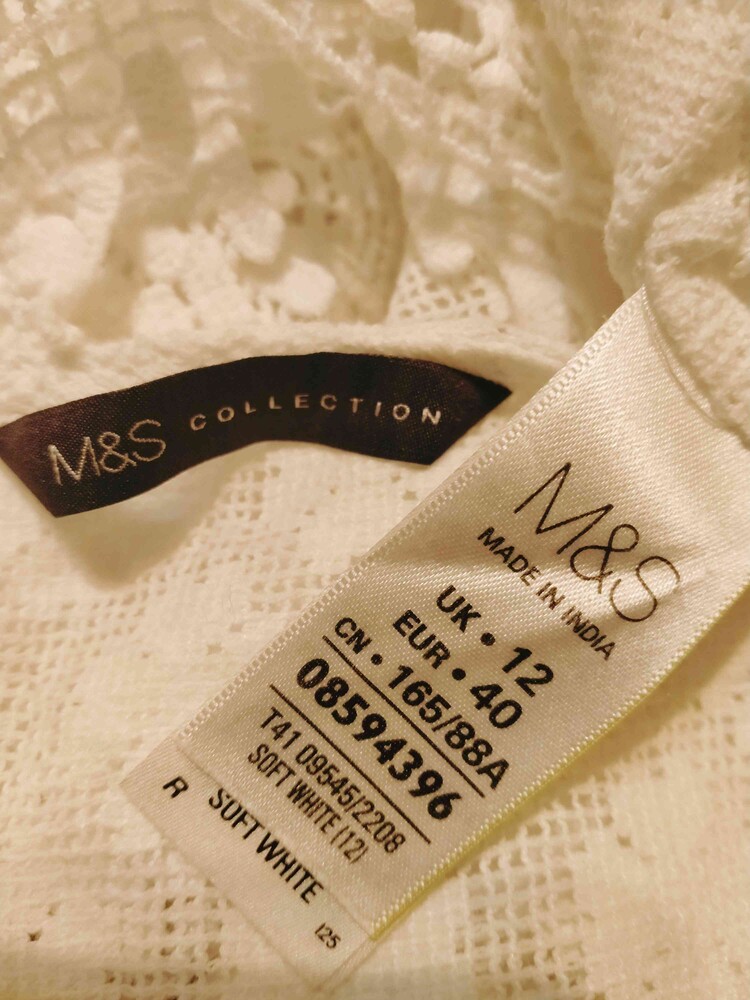 M&S COLLECTION
M&S
MADE IN INDIA
UK • 12
EUR • 40
CN • 165/88A
08594396
T41 09545/2208
SOFT WHITE (12)
R SOFT WHITE
I25